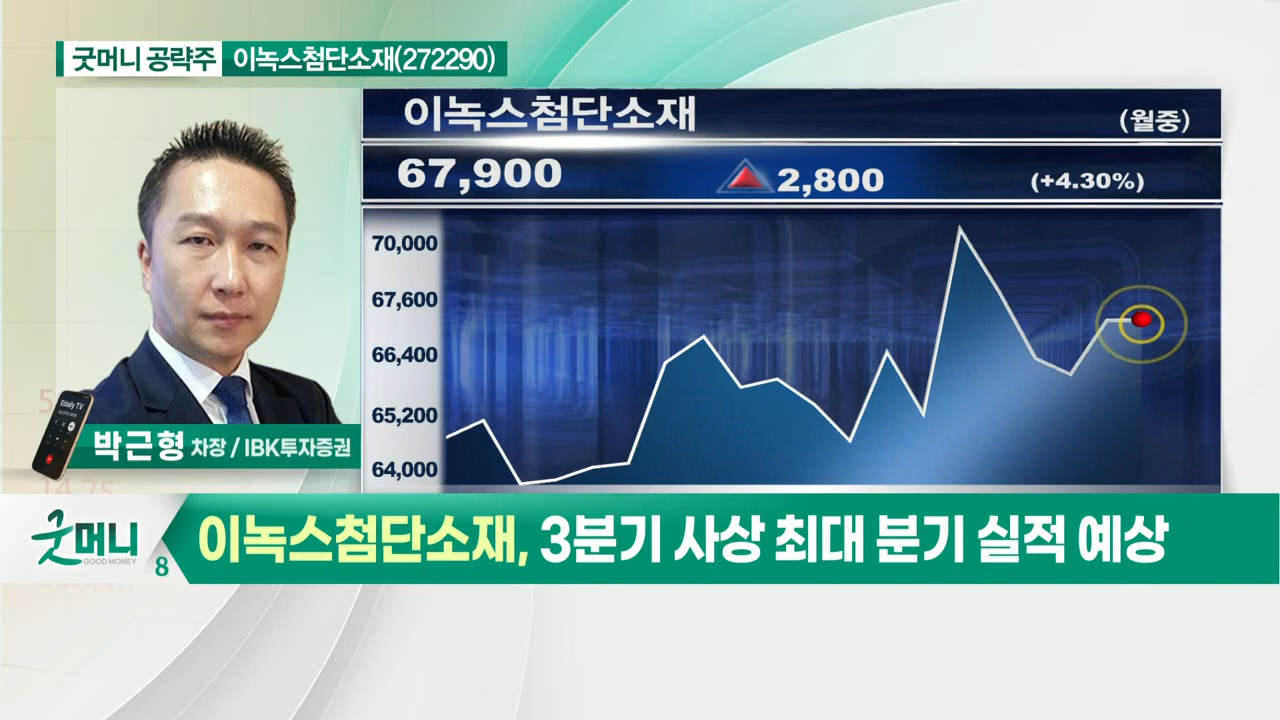 굿머니 공략주 이녹스첨단소재(272290)
이녹스첨단소재 (월중)
67,900 2,800 (+4.30%)
70,000
67,600
66,400
65,200
64,000
Edaily TV
박근형 차장 / IBK투자증권
14.25
굿머니
GOOD MONEY
8
이녹스첨단소재, 3분기 사상 최대 분기 실적 예상